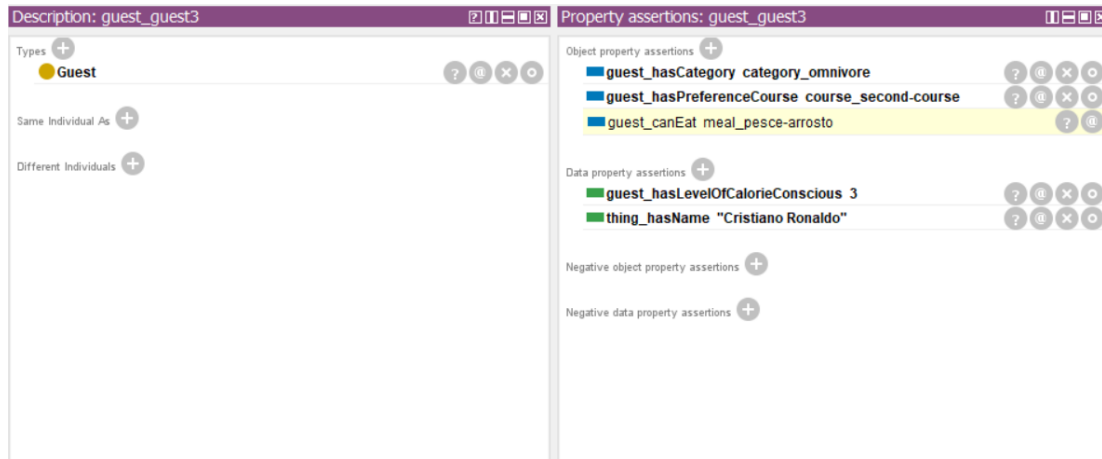 Description: guest_guest3
Types
Guest
Same Individual As
Different Individuals
Property assertions: guest_guest3
Object property assertions
guest_hasCategory category_omnivore
guest_hasPreferenceCourse course_second-course
guest_canEat meal_pesce-arrosto
Data property assertions
guest_hasLevelOfCalorieConscious 3
thing_hasName "Cristiano Ronaldo"
Negative object property assertions
Negative data property assertions